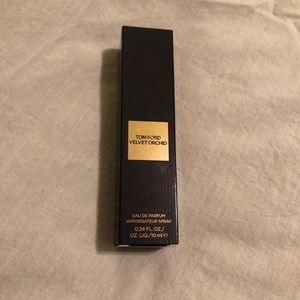 TOM FORD
VELVET ORCHID
EAU DE PARFUM
VAPORISATEUR SPRAY
0.34 FL.OZ./
OZ. LIQ./10 ml ℮